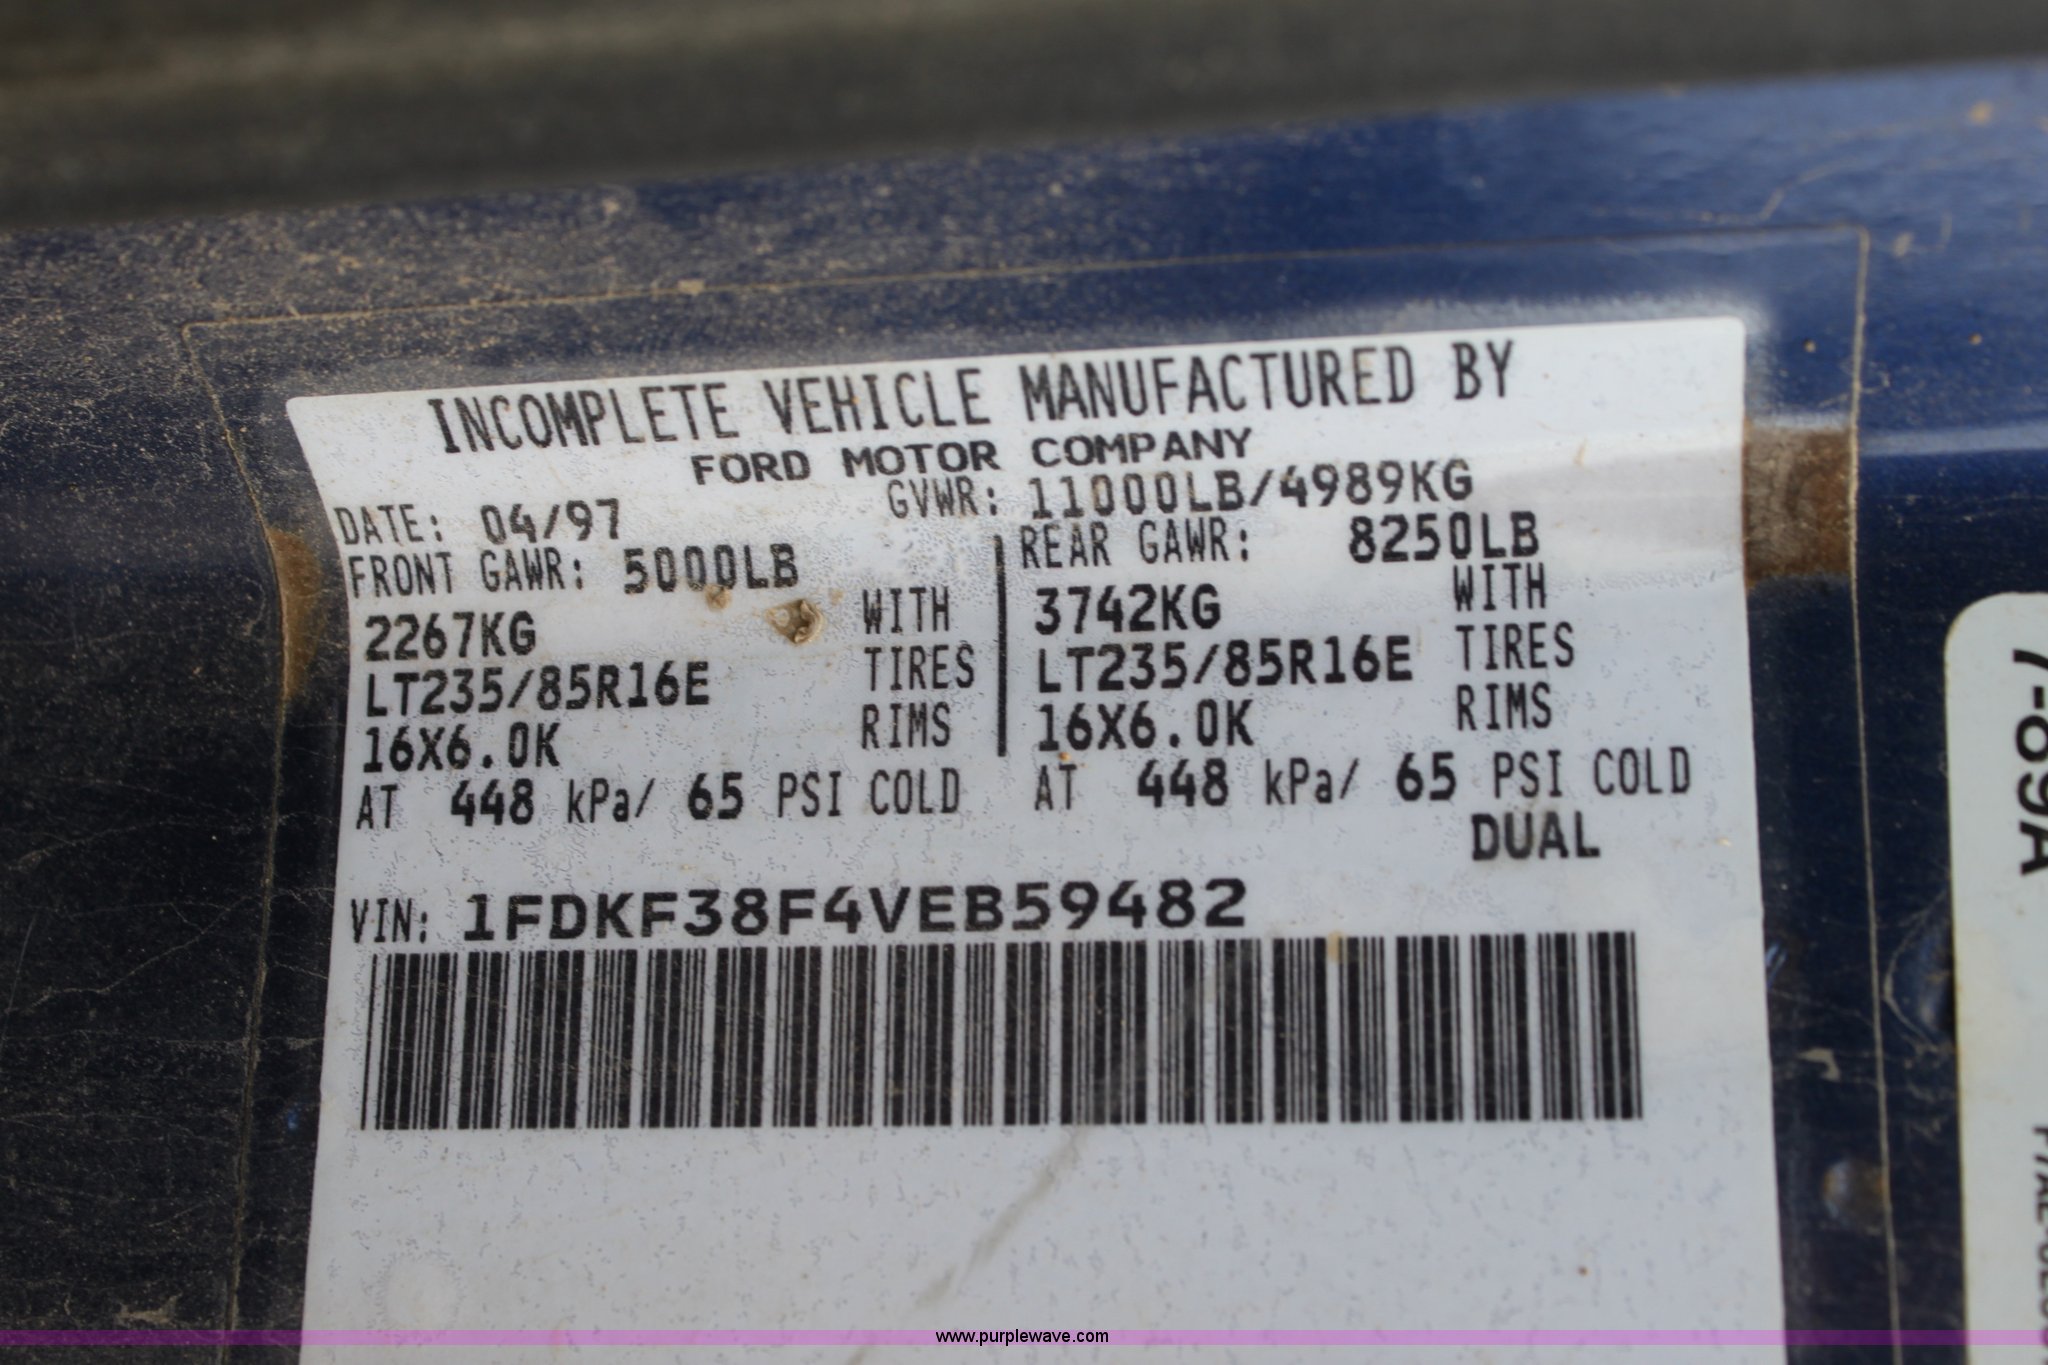 INCOMPLETE VEHICLE MANUFACTURED BY
FORD MOTOR COMPANY
DATE: 04/97 GVWR: 11000LB/4989KG
FRONT GAWR: 5000LB REAR GAWR: 8250LB
2267KG WITH 3742KG WITH
LT235/85R16E TIRES LT235/85R16E TIRES
16X6.0K RIMS 16X6.0K RIMS
AT 448 kPa/ 65 PSI COLD AT 448 kPa/ 65 PSI COLD
DUAL
VIN: 1FDKF38F4VEB59482
7-89A
www.purplewave.com